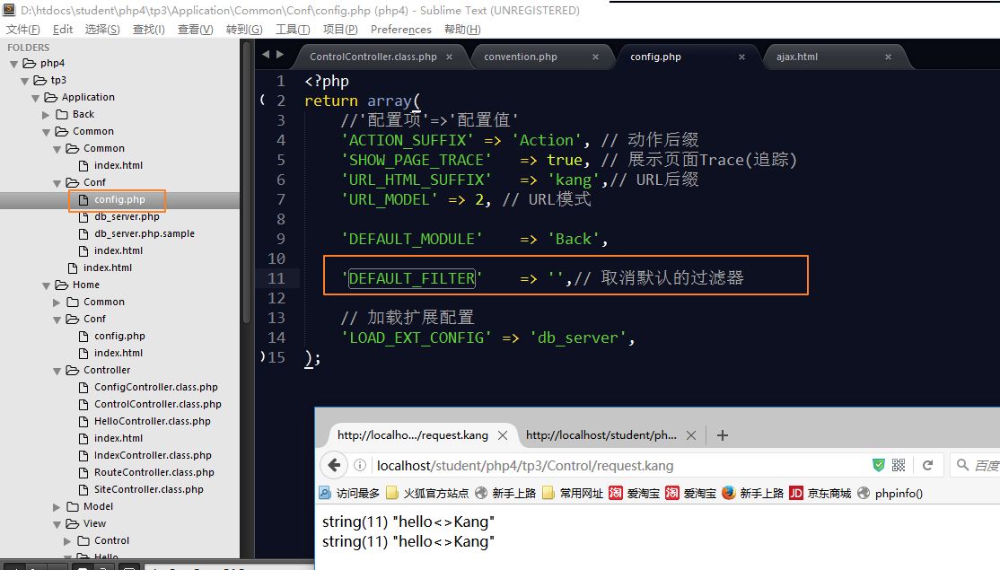 D:\htdocs\student\php4\tp3\Application\Common\Conf\config.php (php4) - Sublime Text (UNREGISTERED)
文件(F) Edit 选择(S) 查找(I) 查看(V) 转到(G) 工具(T) 项目(P) Preferences 帮助(H)
FOLDERS
php4
tp3
Application
Back
Common
Common
index.html
Conf
config.php
db_server.php
db_server.php.sample
index.html
index.html
Home
Common
Conf
config.php
index.html
Controller
ConfigController.class.php
ControlController.class.php
HelloController.class.php
index.html
IndexController.class.php
RouteController.class.php
SiteController.class.php
Model
View
Control
Hello
ControlController.class.php × convention.php × config.php × ajax.html ×
1 <?php
2 return array(
3 //'配置项'=>'配置值'
4 'ACTION_SUFFIX' => 'Action', // 动作后缀
5 'SHOW_PAGE_TRACE' => true, // 展示页面Trace(追踪)
6 'URL_HTML_SUFFIX' => 'kang',// URL后缀
7 'URL_MODEL' => 2, // URL模式
8
9 'DEFAULT_MODULE' => 'Back',
10
11 'DEFAULT_FILTER' => '',// 取消默认的过滤器
12
13 // 加载扩展配置
14 'LOAD_EXT_CONFIG' => 'db_server',
15 );
http://localho.../request.kang × http://localhost/student/ph... × +
localhost/student/php4/tp3/Control/request.kang 百度
访问最多 火狐官方站点 新手上路 常用网址 淘 爱淘宝 淘 爱淘宝 新手上路 JD 京东商城 phpinfo()
string(11) "hello<>Kang"
string(11) "hello<>Kang"